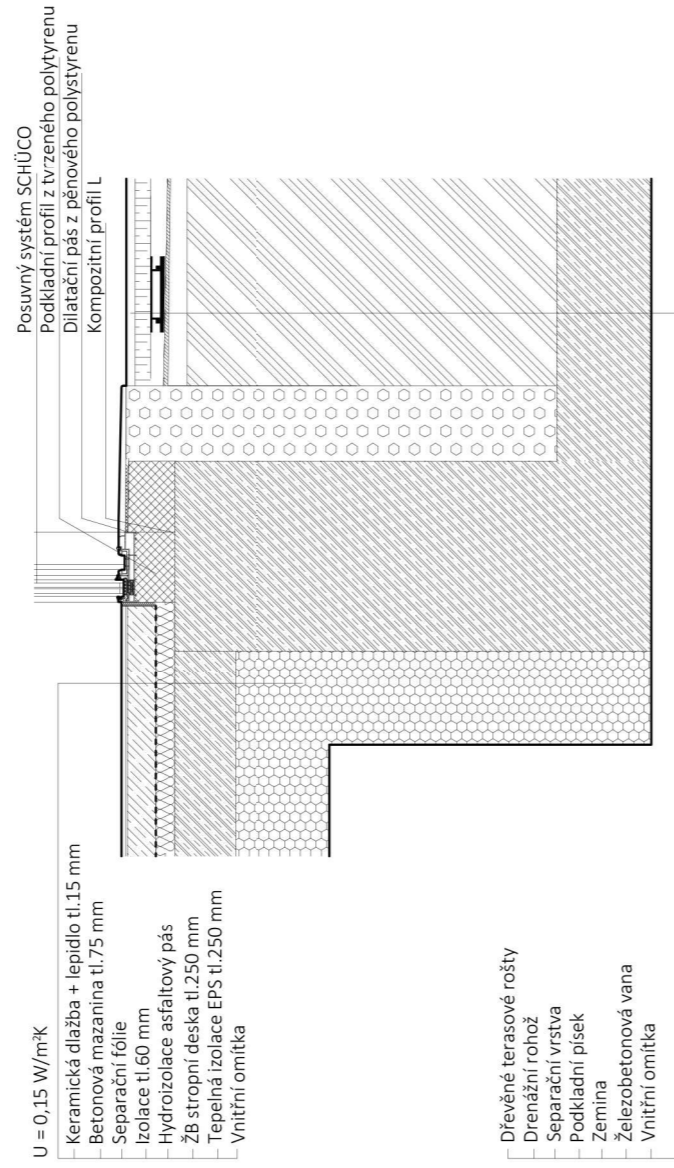 Posuvný systém SCHÜCO
Podkladní profil z tvrzeného polytyrenu
Dilatační pás z pěnového polystyrenu
Kompozitní profil L
U = 0,15 W/m²K
Keramická dlažba + lepidlo tl.15 mm
Betonová mazanina tl.75 mm
Separační fólie
Izolace tl.60 mm
Hydroizolace asfaltový pás
ŽB stropní deska tl.250 mm
Tepelná izolace EPS tl.250 mm
Vnitřní omítka
Dřevěné terasové rošty
Drenážní rohož
Separační vrstva
Podkladní písek
Zemina
Železobetonová vana
Vnitřní omítka